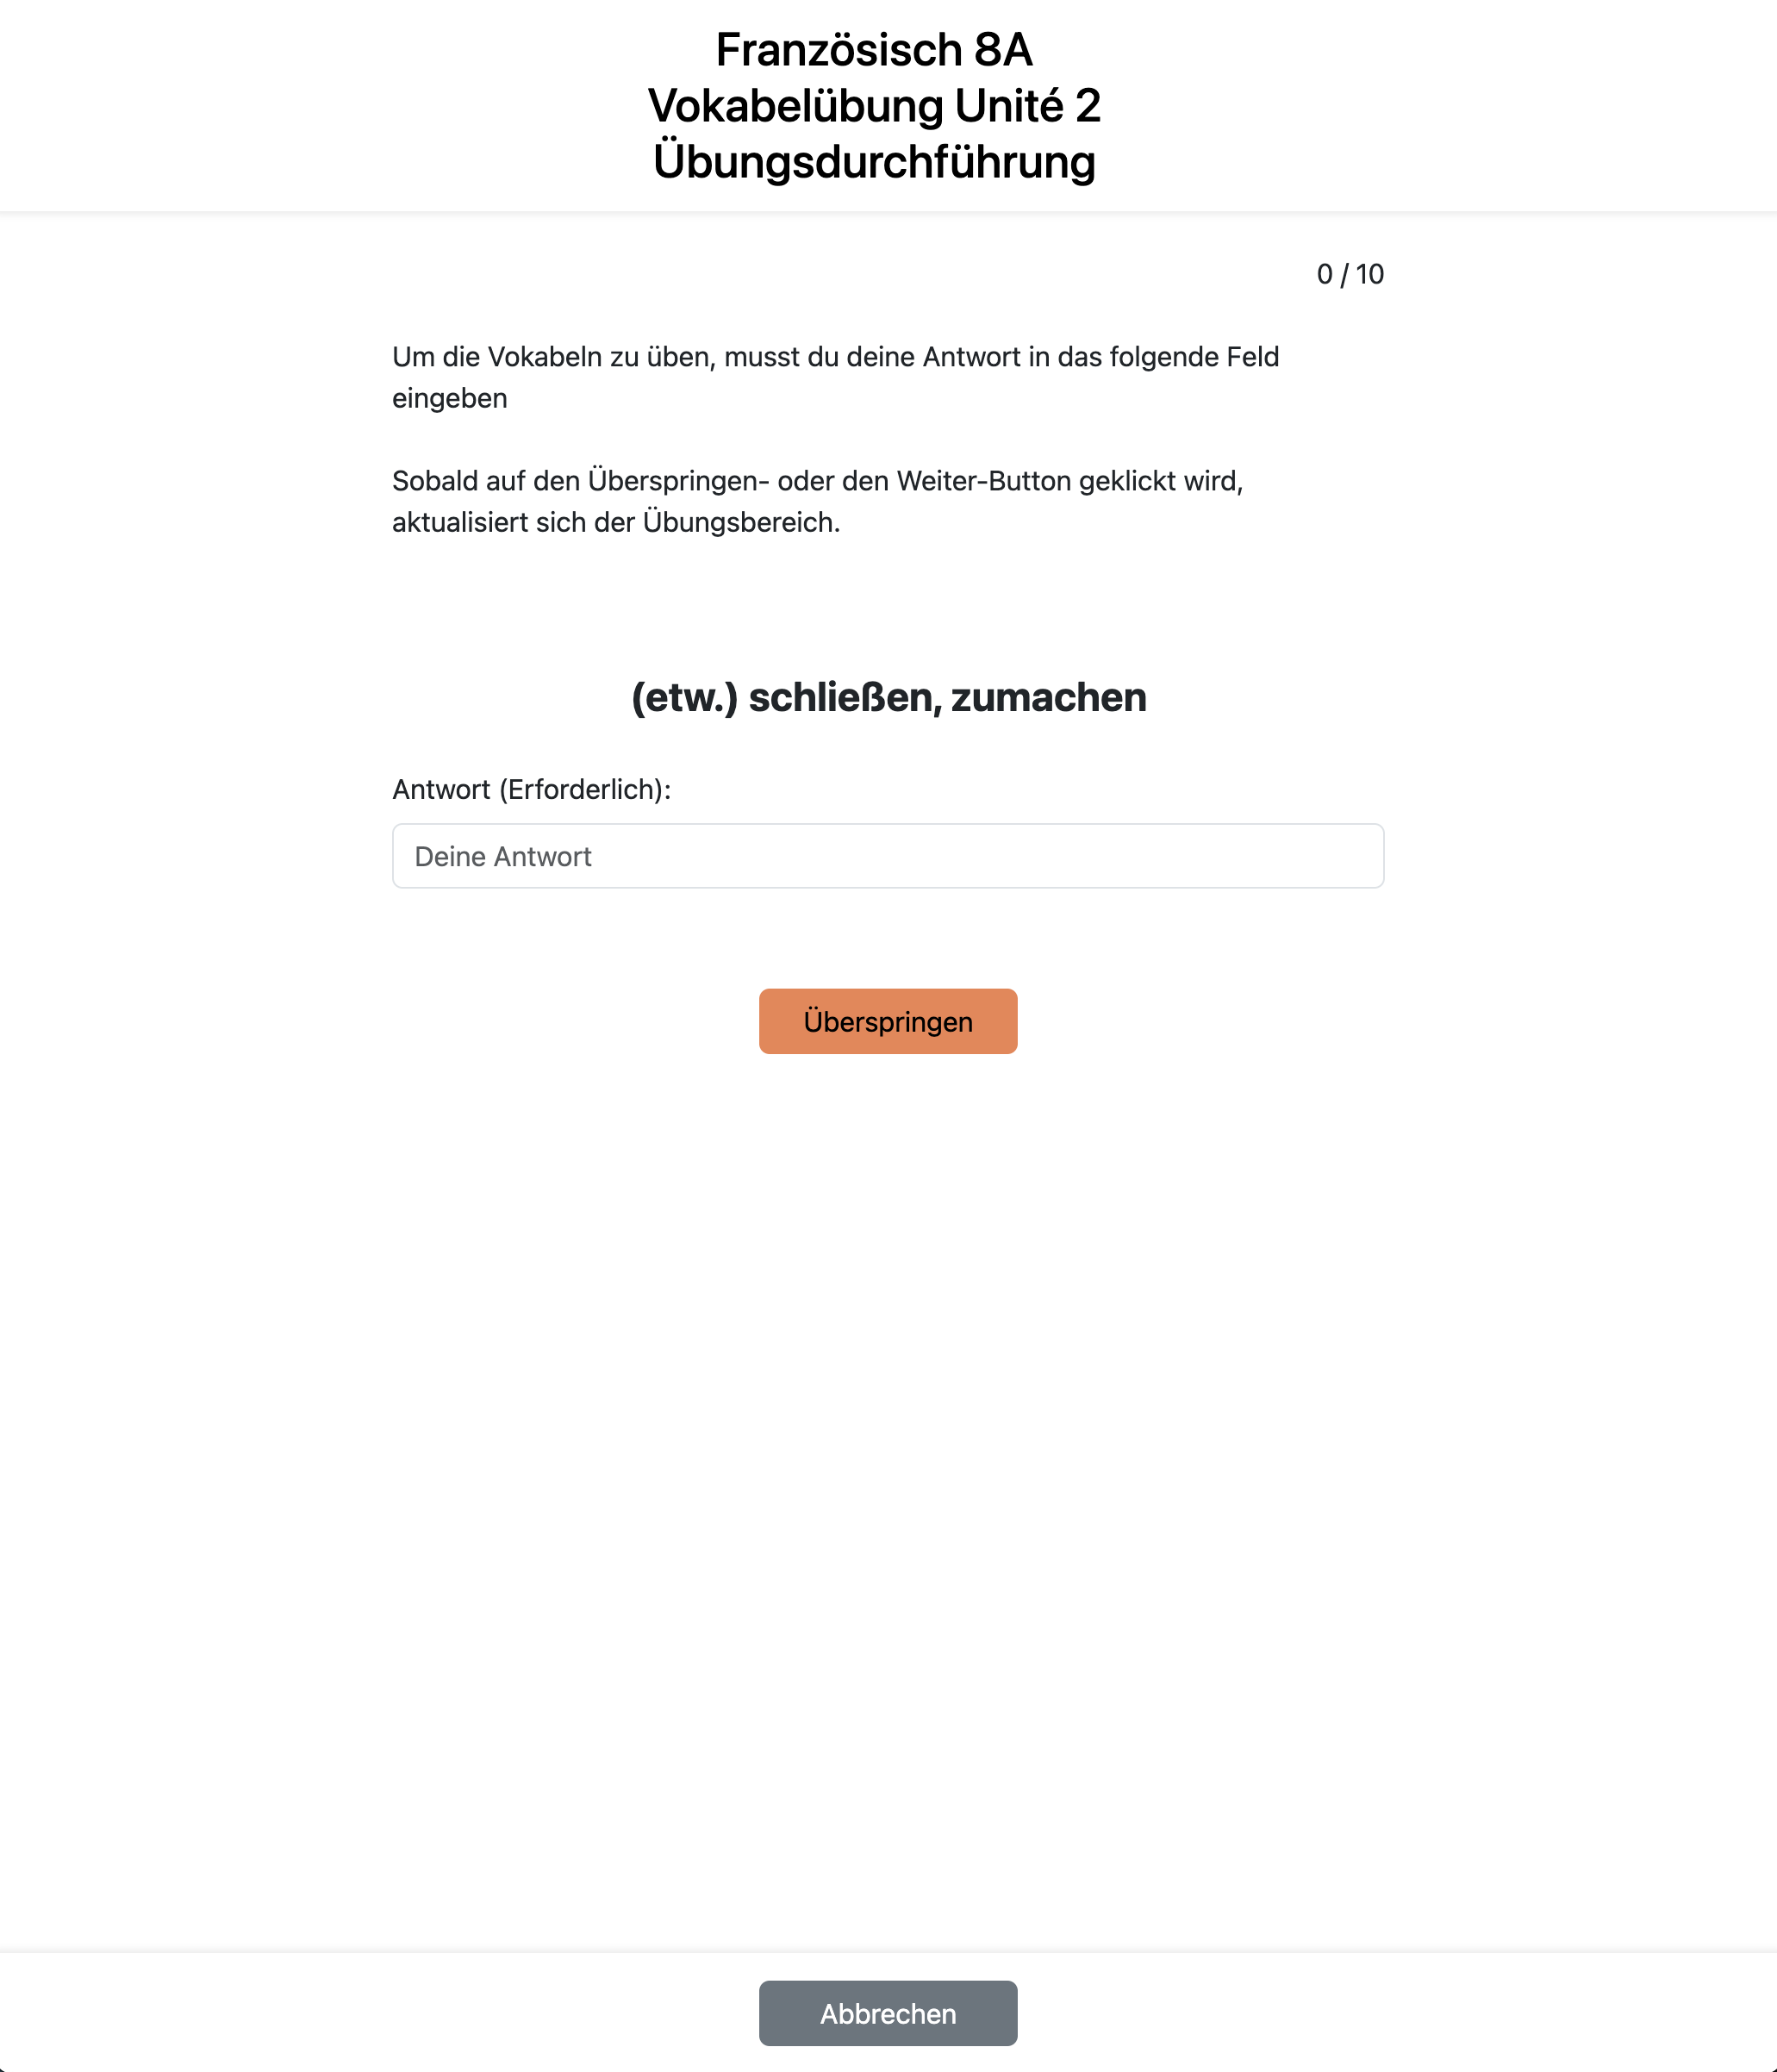 Französisch 8A
Vokabelübung Unité 2
Übungsdurchführung
0 / 10
Um die Vokabeln zu üben, musst du deine Antwort in das folgende Feld
eingeben
Sobald auf den Überspringen- oder den Weiter-Button geklickt wird,
aktualisiert sich der Übungsbereich.
(etw.) schließen, zumachen
Antwort (Erforderlich):
Deine Antwort
Überspringen
Abbrechen